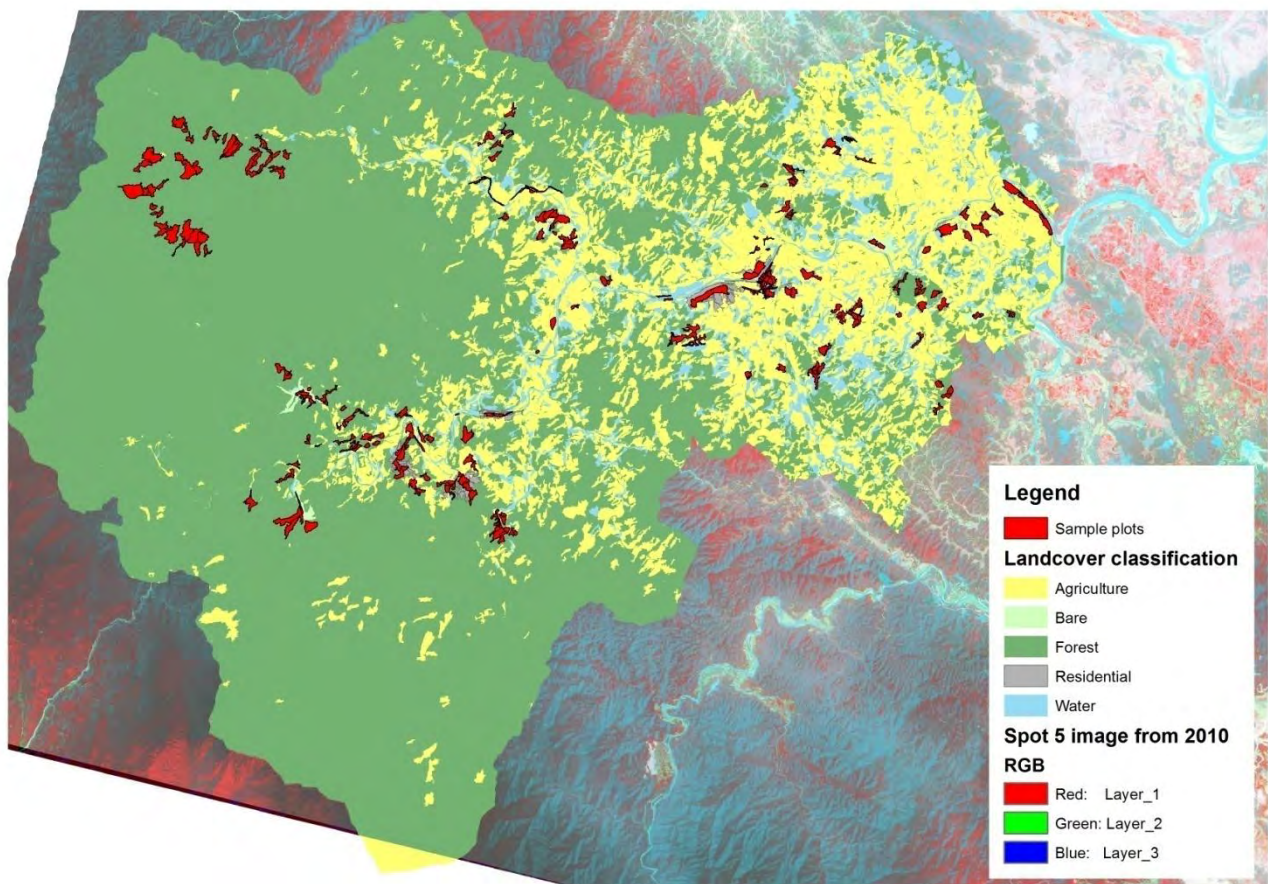 Legend
Sample plots
Landcover classification
Agriculture
Bare
Forest
Residential
Water
Spot 5 image from 2010
RGB
Red: Layer_1
Green: Layer_2
Blue: Layer_3